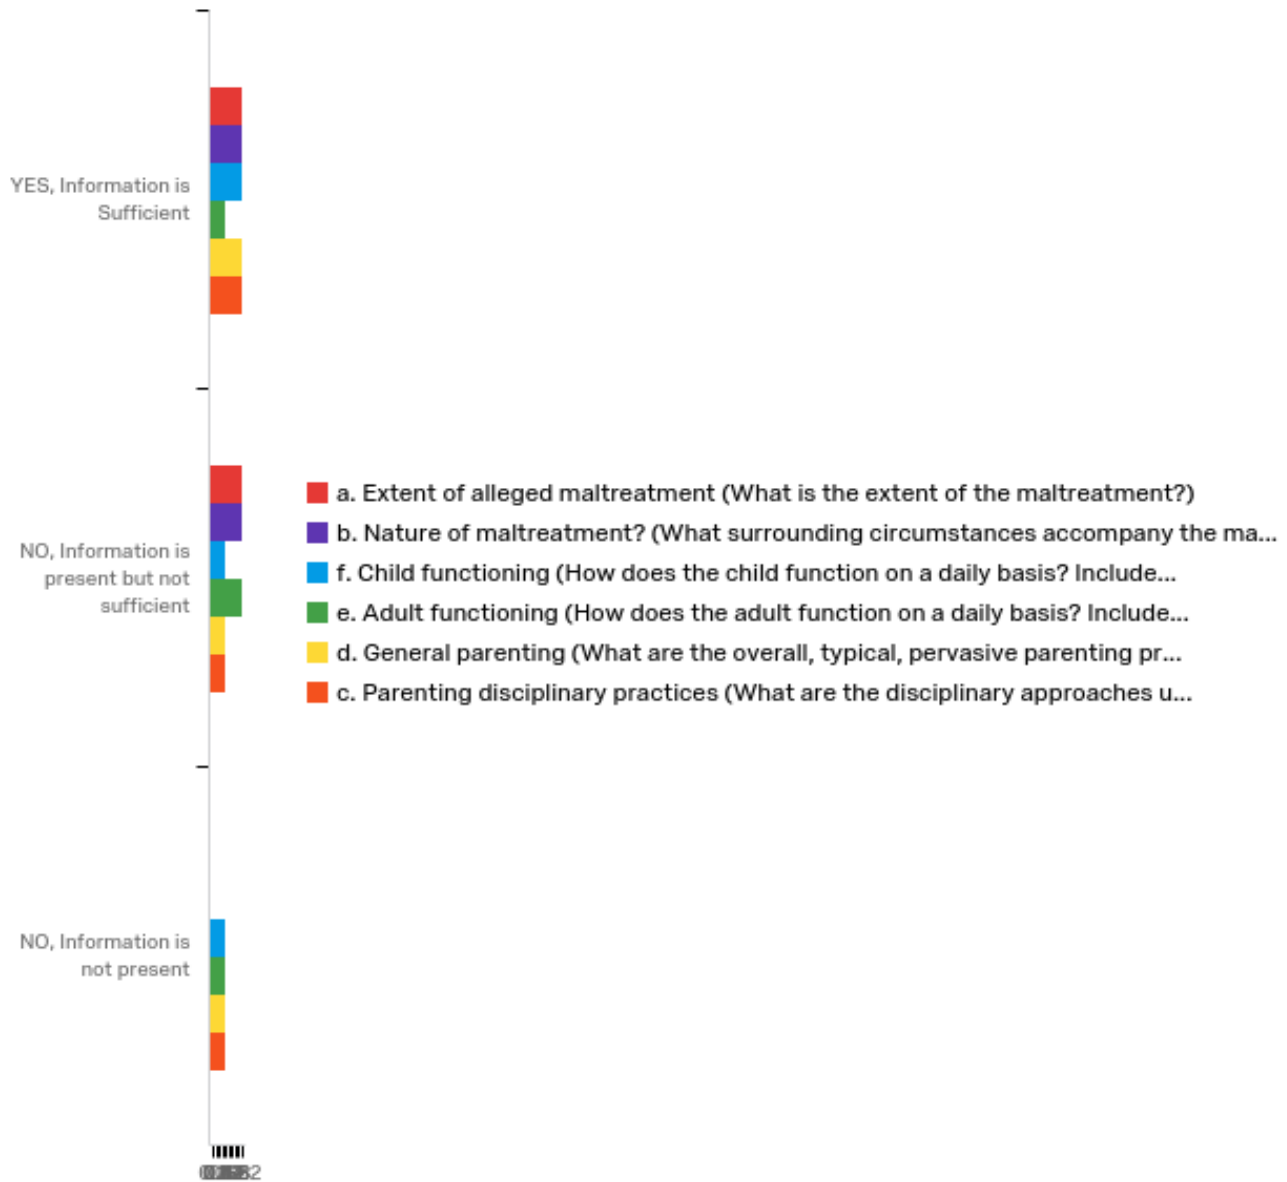 YES, Information is
Sufficient
NO, Information is
present but not
sufficient
a. Extent of alleged maltreatment (What is the extent of the maltreatment?)
b. Nature of maltreatment? (What surrounding circumstances accompany the ma...
f. Child functioning (How does the child function on a daily basis? Include...
e. Adult functioning (How does the adult function on a daily basis? Include...
d. General parenting (What are the overall, typical, pervasive parenting pr...
c. Parenting disciplinary practices (What are the disciplinary approaches u...
NO, Information is
not present